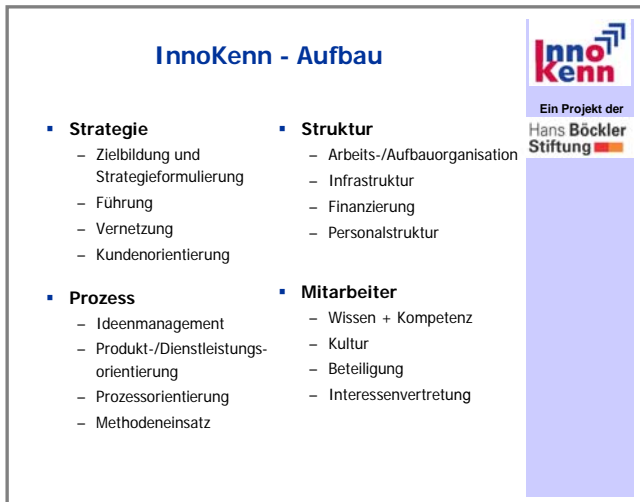 InnoKenn - Aufbau
▪ Strategie
– Zielbildung und
Strategieformulierung
– Führung
– Vernetzung
– Kundenorientierung
▪ Prozess
– Ideenmanagement
– Produkt-/Dienstleistungs-
orientierung
– Prozessorientierung
– Methodeneinsatz
▪ Struktur
– Arbeits-/Aufbauorganisation
– Infrastruktur
– Finanzierung
– Personalstruktur
▪ Mitarbeiter
– Wissen + Kompetenz
– Kultur
– Beteiligung
– Interessenvertretung
Inno
Kenn
Ein Projekt der
Hans Böckler
Stiftung